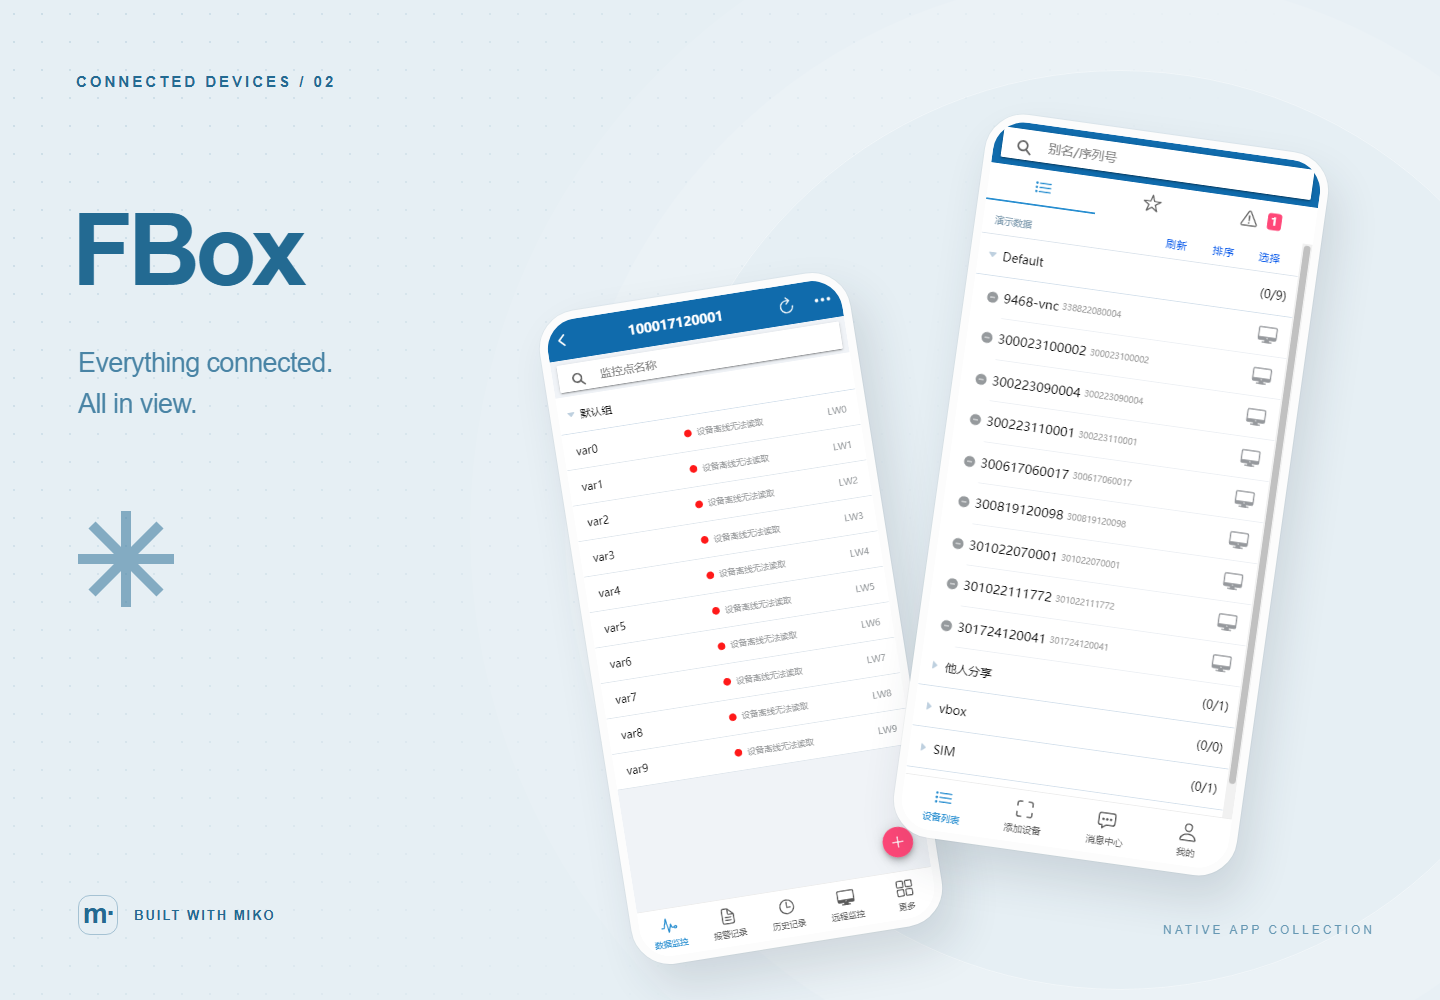 CONNECTED DEVICES / 02
FBox
Everything connected.
All in view.
m·
BUILT WITH MIKO
100017120001
监控点名称
默认组
var0 设备离线无法读取 LW0
var1 设备离线无法读取 LW1
var2 设备离线无法读取 LW2
var3 设备离线无法读取 LW3
var4 设备离线无法读取 LW4
var5 设备离线无法读取 LW5
var6 设备离线无法读取 LW6
var7 设备离线无法读取 LW7
var8 设备离线无法读取 LW8
var9 设备离线无法读取 LW9
数据监控 报警记录 历史记录 远程监控 更多
别名/序列号
1
演示数据 刷新 排序 选择
Default (0/9)
9468-vnc 338822080004
300023100002 300023100002
300223090004 300223090004
300223110001 300223110001
300617060017 300617060017
300819120098 300819120098
301022070001 301022070001
301022111772 301022111772
301724120041 301724120041
他人分享 (0/1)
vbox (0/0)
SIM (0/1)
设备列表 添加设备 消息中心 我的
NATIVE APP COLLECTION